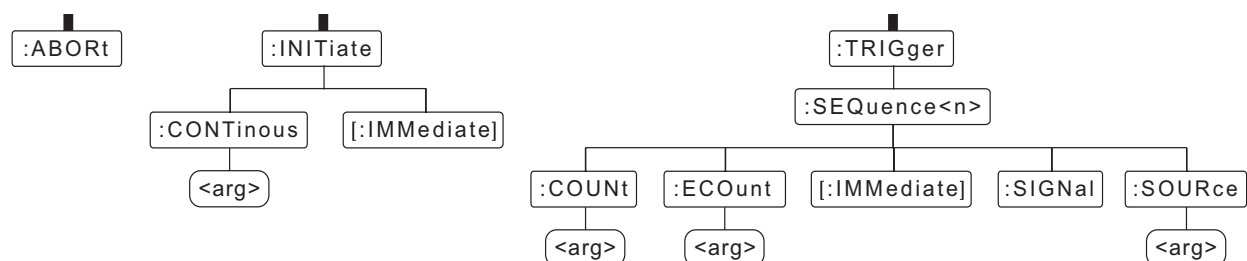 :ABORt
:INITiate
:TRIGger
:SEQuence<n>
:CONTinous
[:IMMediate]
<arg>
:COUNt
:ECOunt
[:IMMediate]
:SIGNal
:SOURce
<arg>
<arg>
<arg>